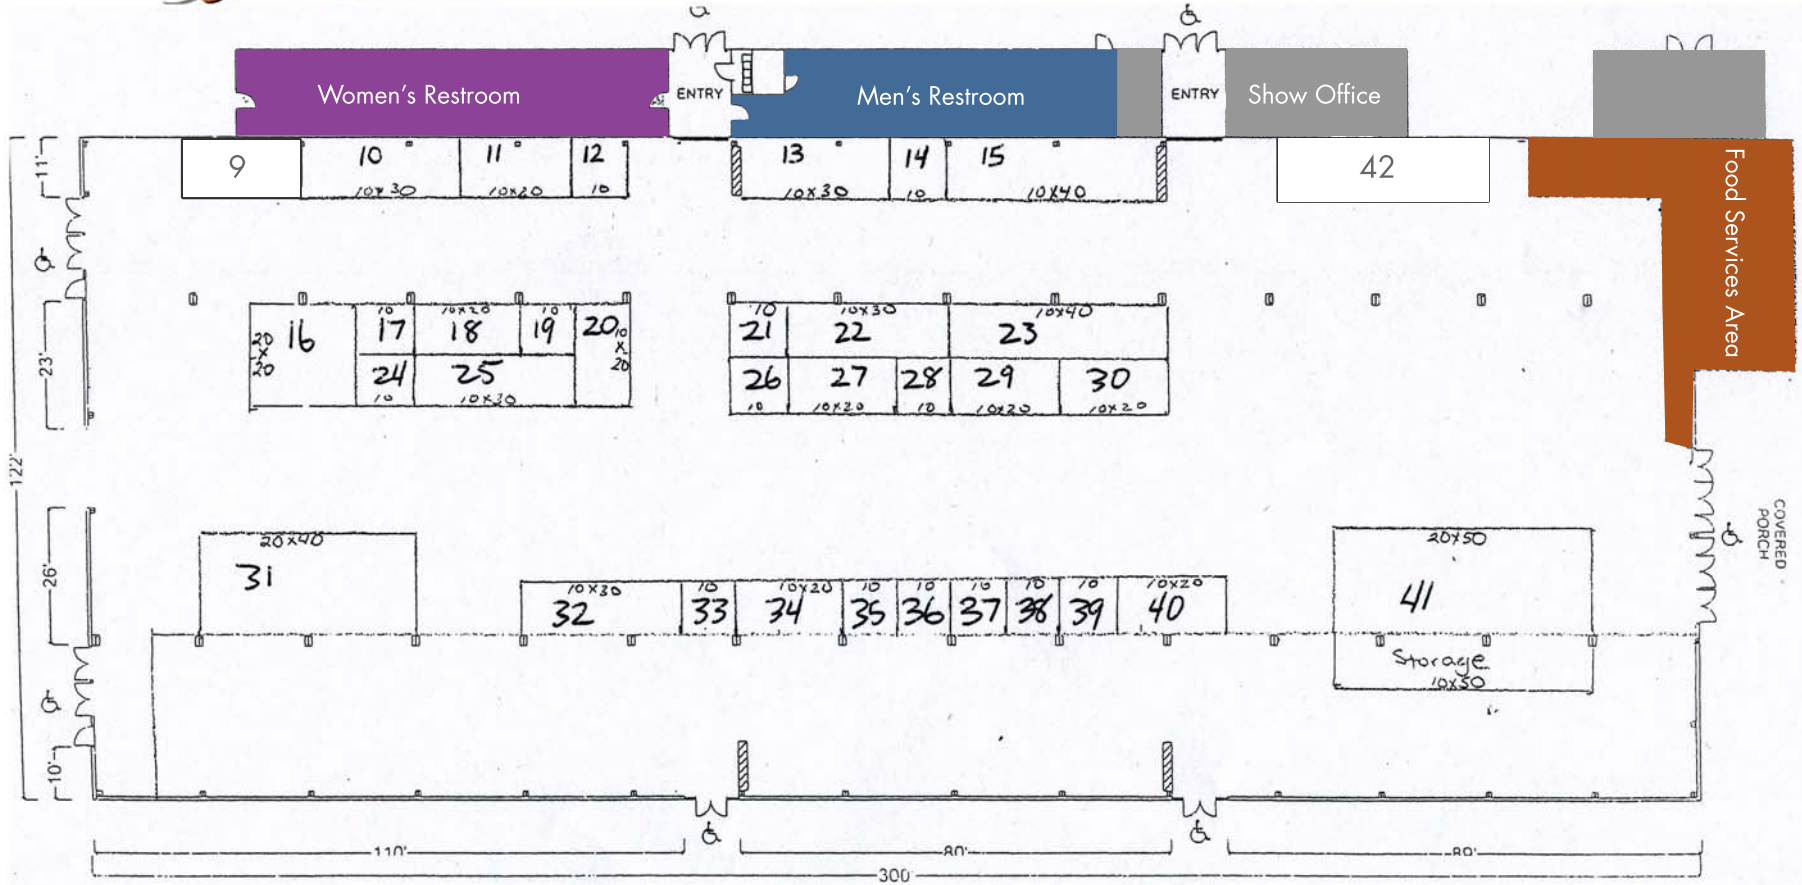 Women's Restroom
ENTRY
Men's Restroom
ENTRY
Show Office
Food Services Area
11'
9
10
10x30
11
10x20
12
10
13
10x30
14
10
15
10x40
42
23'
122'
20
x
20
16
10
17
10x20
18
10
19
20
10
x
20
24
10
25
10x30
10
21
10x30
22
10x40
23
26
10
27
10x20
28
10
29
10x20
30
10x20
26'
20x40
31
10x30
32
10
33
10x20
34
10
35
10
36
10
37
10
38
10
39
10x20
40
20x50
41
Storage
10x50
COVERED
PORCH
10'
110'
80'
89'
300'